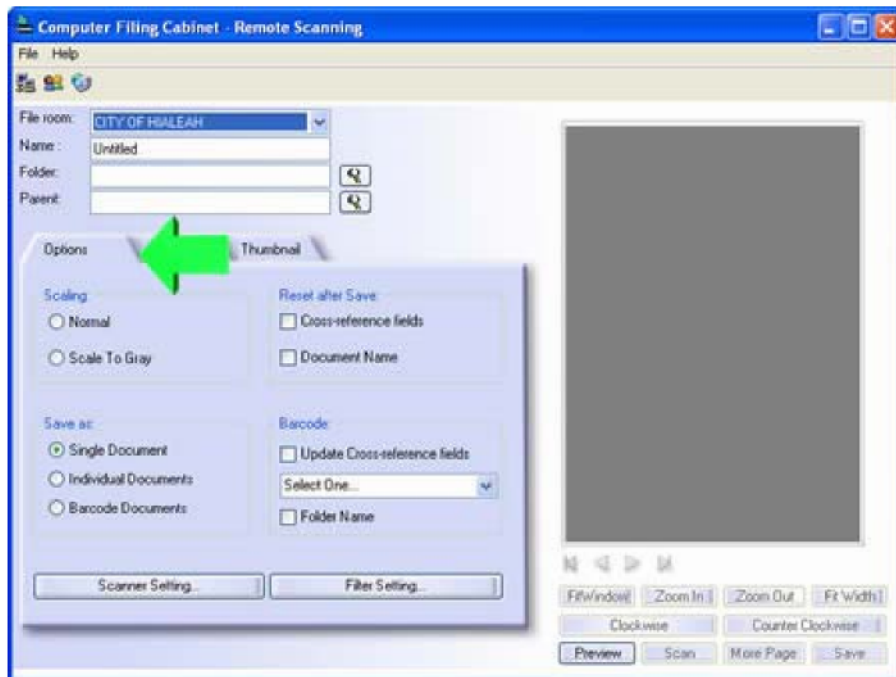 Computer Filing Cabinet - Remote Scanning
File Help
File room: CITY OF HIALEAH
Name : Untitled
Folder:
Parent:
Options
Thumbnail
Scaling
Normal
Scale To Gray
Reset after Save:
Cross-reference fields
Document Name
Save as:
Single Document
Individual Documents
Barcode Documents
Barcode:
Update Cross-reference fields
Select One...
Folder Name
Scanner Setting...
Filter Setting...
FitWindow Zoom In Zoom Out Fit Width
Clockwise Counter Clockwise
Preview Scan More Page Save